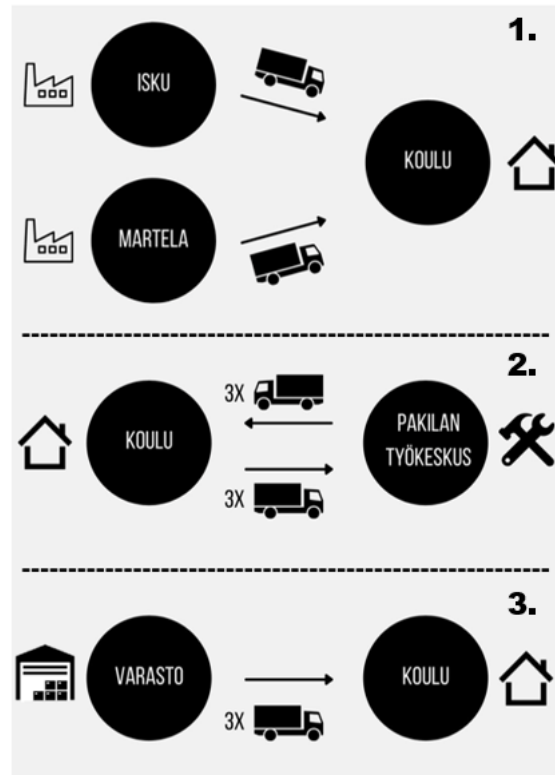 1.
ISKU
KOULU
MARTELA
2.
3X
KOULU
PAKILAN
TYÖKESKUS
3X
3.
VARASTO
KOULU
3X